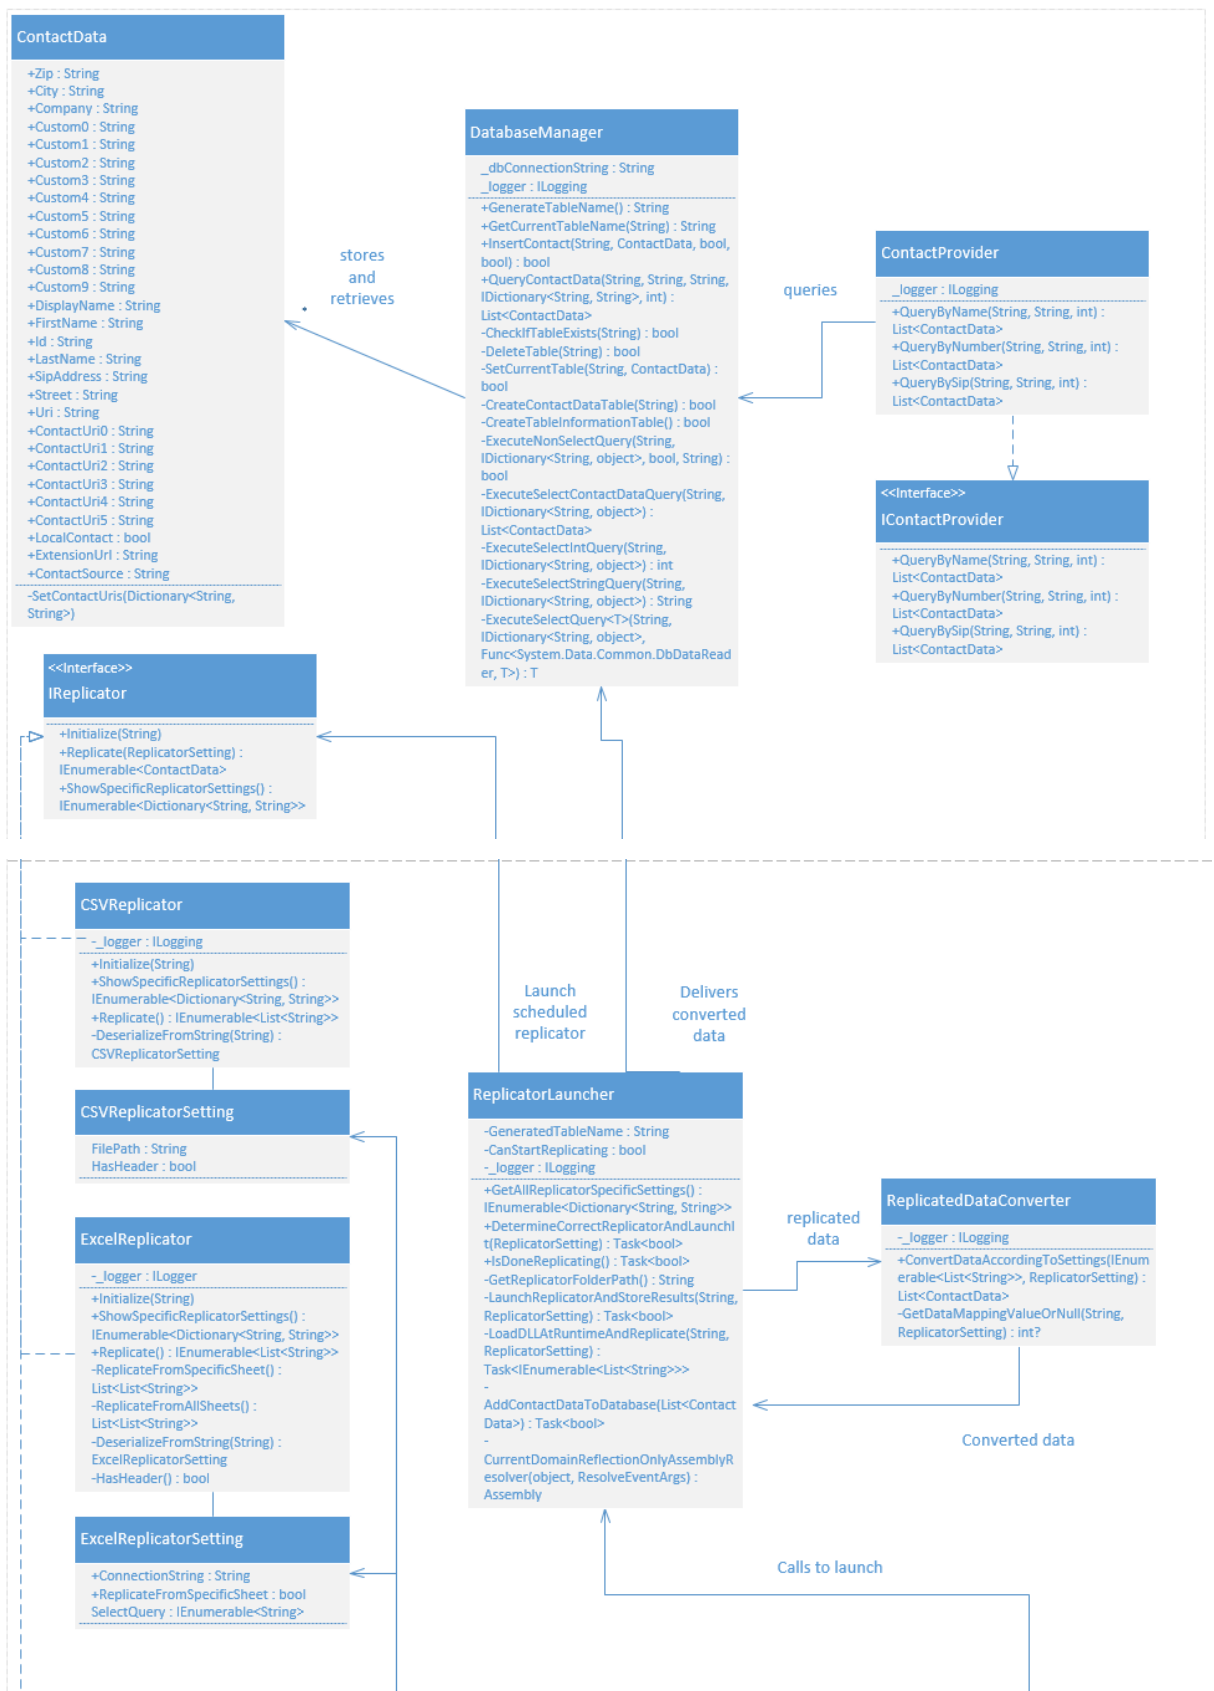 ContactData
+Zip : String
+City : String
+Company : String
+Custom0 : String
+Custom1 : String
+Custom2 : String
+Custom3 : String
+Custom4 : String
+Custom5 : String
+Custom6 : String
+Custom7 : String
+Custom8 : String
+Custom9 : String
+DisplayName : String
+FirstName : String
+Id : String
+LastName : String
+SipAddress : String
+Street : String
+Uri : String
+ContactUri0 : String
+ContactUri1 : String
+ContactUri2 : String
+ContactUri3 : String
+ContactUri4 : String
+ContactUri5 : String
+LocalContact : bool
+ExtensionUrl : String
+ContactSource : String
-SetContactUris(Dictionary<String,
String>)
stores
and
retrieves
DatabaseManager
_dbConnectionString : String
_logger : ILogging
+GenerateTableName() : String
+GetCurrentTableName(String) : String
+InsertContact(String, ContactData, bool,
bool) : bool
+QueryContactData(String, String, String,
IDictionary<String, String>, int) :
List<ContactData>
-CheckIfTableExists(String) : bool
-DeleteTable(String) : bool
-SetCurrentTable(String, ContactData) :
bool
-CreateContactDataTable(String) : bool
-CreateTableInformationTable() : bool
-ExecuteNonSelectQuery(String,
IDictionary<String, object>, bool, String) :
bool
-ExecuteSelectContactDataQuery(String,
IDictionary<String, object>) :
List<ContactData>
-ExecuteSelectIntQuery(String,
IDictionary<String, object>) : int
-ExecuteSelectStringQuery(String,
IDictionary<String, object>) : String
-ExecuteSelectQuery<T>(String,
IDictionary<String, object>,
Func<System.Data.Common.DbDataRead
er, T>) : T
queries
ContactProvider
_logger : ILogging
+QueryByName(String, String, int) :
List<ContactData>
+QueryByNumber(String, String, int) :
List<ContactData>
+QueryBySip(String, String, int) :
List<ContactData>
<<Interface>>
IContactProvider
+QueryByName(String, String, int) :
List<ContactData>
+QueryByNumber(String, String, int) :
List<ContactData>
+QueryBySip(String, String, int) :
List<ContactData>
<<Interface>>
IReplicator
+Initialize(String)
+Replicate(ReplicatorSetting) :
IEnumerable<ContactData>
+ShowSpecificReplicatorSettings() :
IEnumerable<Dictionary<String, String>>
CSVReplicator
-_logger : ILogging
+Initialize(String)
+ShowSpecificReplicatorSettings() :
IEnumerable<Dictionary<String, String>>
+Replicate() : IEnumerable<List<String>>
-DeserializeFromString(String) :
CSVReplicatorSetting
CSVReplicatorSetting
FilePath : String
HasHeader : bool
ExcelReplicator
-_logger : ILogger
+Initialize(String)
+ShowSpecificReplicatorSettings() :
IEnumerable<Dictionary<String, String>>
+Replicate() : IEnumerable<List<String>>
-ReplicateFromSpecificSheet() :
List<List<String>>
-ReplicateFromAllSheets() :
List<List<String>>
-DeserializeFromString(String) :
ExcelReplicatorSetting
-HasHeader() : bool
ExcelReplicatorSetting
+ConnectionString : String
+ReplicateFromSpecificSheet : bool
SelectQuery : IEnumerable<String>
Launch
scheduled
replicator
Delivers
converted
data
ReplicatorLauncher
-GeneratedTableName : String
-CanStartReplicating : bool
-_logger : ILogging
+GetAllReplicatorSpecificSettings() :
IEnumerable<Dictionary<String, String>>
+DetermineCorrectReplicatorAndLaunchI
t(ReplicatorSetting) : Task<bool>
+IsDoneReplicating() : Task<bool>
-GetReplicatorFolderPath() : String
-LaunchReplicatorAndStoreResults(String,
ReplicatorSetting) : Task<bool>
-LoadDLLAtRuntimeAndReplicate(String,
ReplicatorSetting) :
Task<IEnumerable<List<String>>>
-
AddContactDataToDatabase(List<Contact
Data>) : Task<bool>
-
CurrentDomainReflectionOnlyAssemblyR
esolver(object, ResolveEventArgs) :
Assembly
replicated
data
ReplicatedDataConverter
-_logger : ILogging
+ConvertDataAccordingToSettings(IEnum
erable<List<String>>, ReplicatorSetting) :
List<ContactData>
-GetDataMappingValueOrNull(String,
ReplicatorSetting) : int?
Converted data
Calls to launch